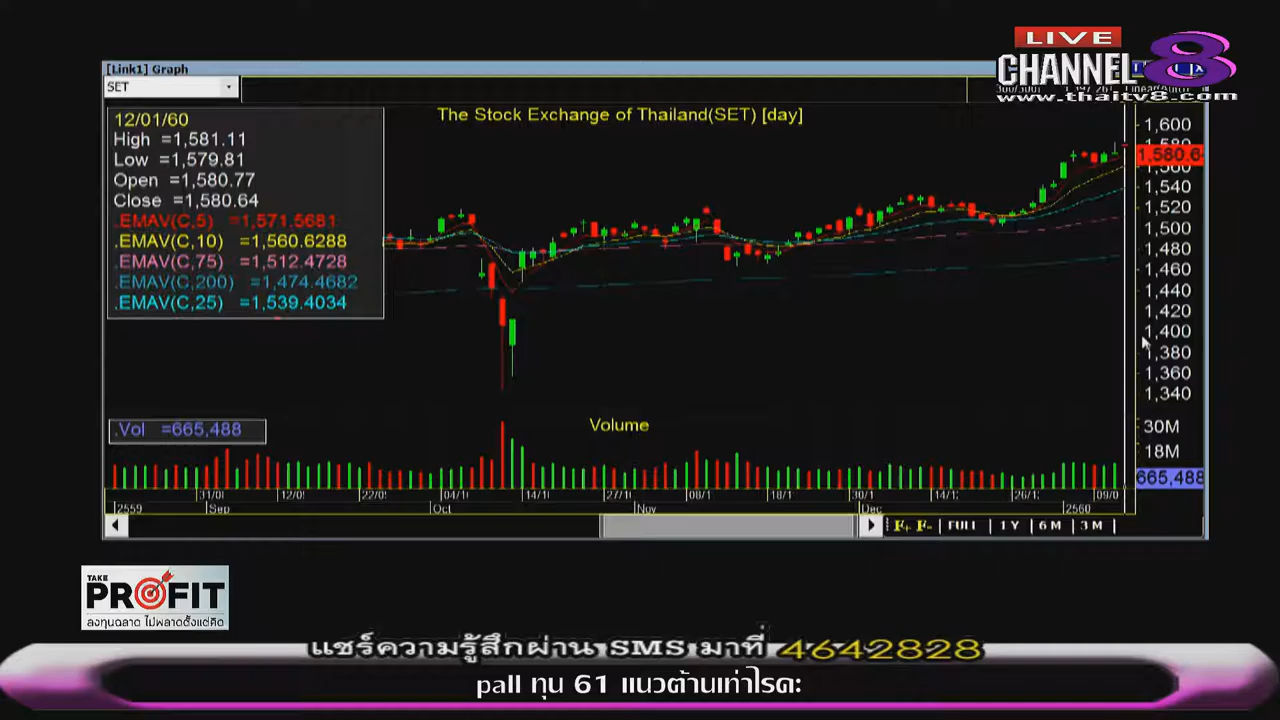 LIVE
CHANNEL 8
www.thaitv8.com
[Link1] Graph
SET
The Stock Exchange of Thailand(SET) [day]
12/01/60
High =1,581.11
Low =1,579.81
Open =1,580.77
Close =1,580.64
.EMAV(C,5) =1,571.5681
.EMAV(C,10) =1,560.6288
.EMAV(C,75) =1,512.4728
.EMAV(C,200) =1,474.4682
.EMAV(C,25) =1,539.4034
1,600
1,580.64
1,540
1,520
1,500
1,480
1,460
1,440
1,420
1,400
1,380
1,360
1,340
.Vol =665,488
Volume
30M
18M
665,488
31/0 12/0 22/0 04/1 14/1 27/1 08/1 18/1 30/1 14/1 26/1 09/0
2559 Sep Oct Nov Dec 2560
F+ F- FULL 1 Y 6 M 3 M
TAKE
PROFIT
ลงทุนฉลาด ไม่พลาดตั้งแต่คิด
แชร์ความรู้สึกผ่าน SMS มาที่ 4642828
pall ทุน 61 แนวต้านเท่าไรคะ